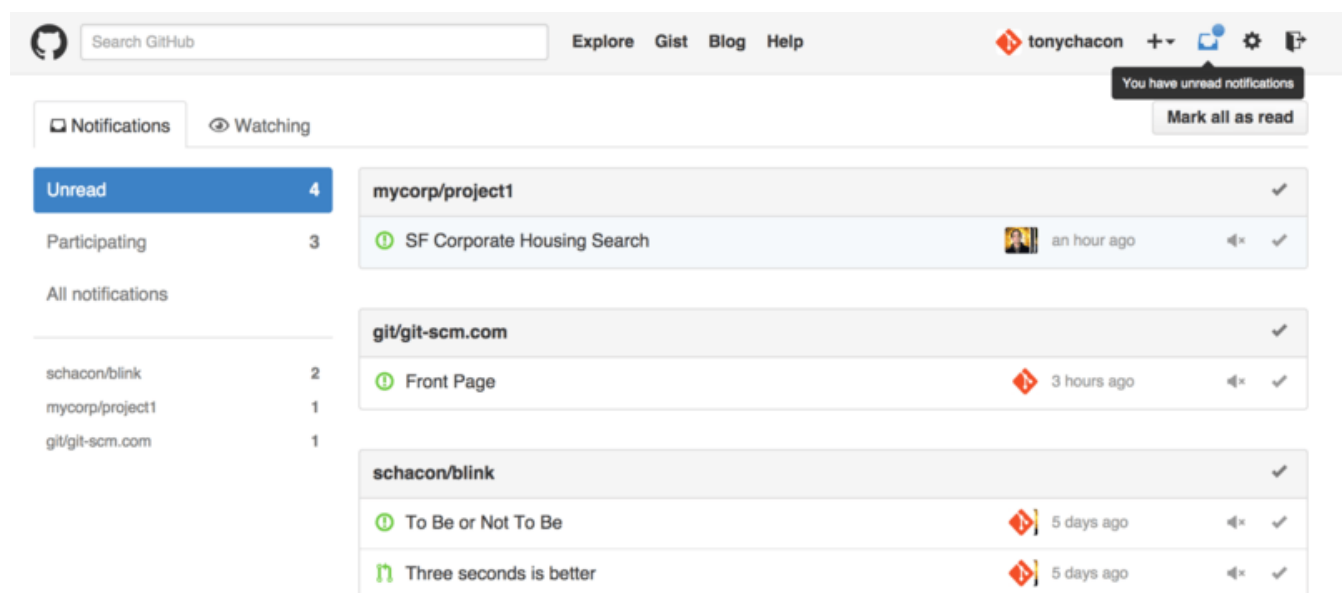 Search GitHub Explore Gist Blog Help tonychacon
You have unread notifications
Notifications Watching Mark all as read
Unread 4
Participating 3
All notifications
schacon/blink 2
mycorp/project1 1
git/git-scm.com 1
mycorp/project1
SF Corporate Housing Search an hour ago
git/git-scm.com
Front Page 3 hours ago
schacon/blink
To Be or Not To Be 5 days ago
Three seconds is better 5 days ago